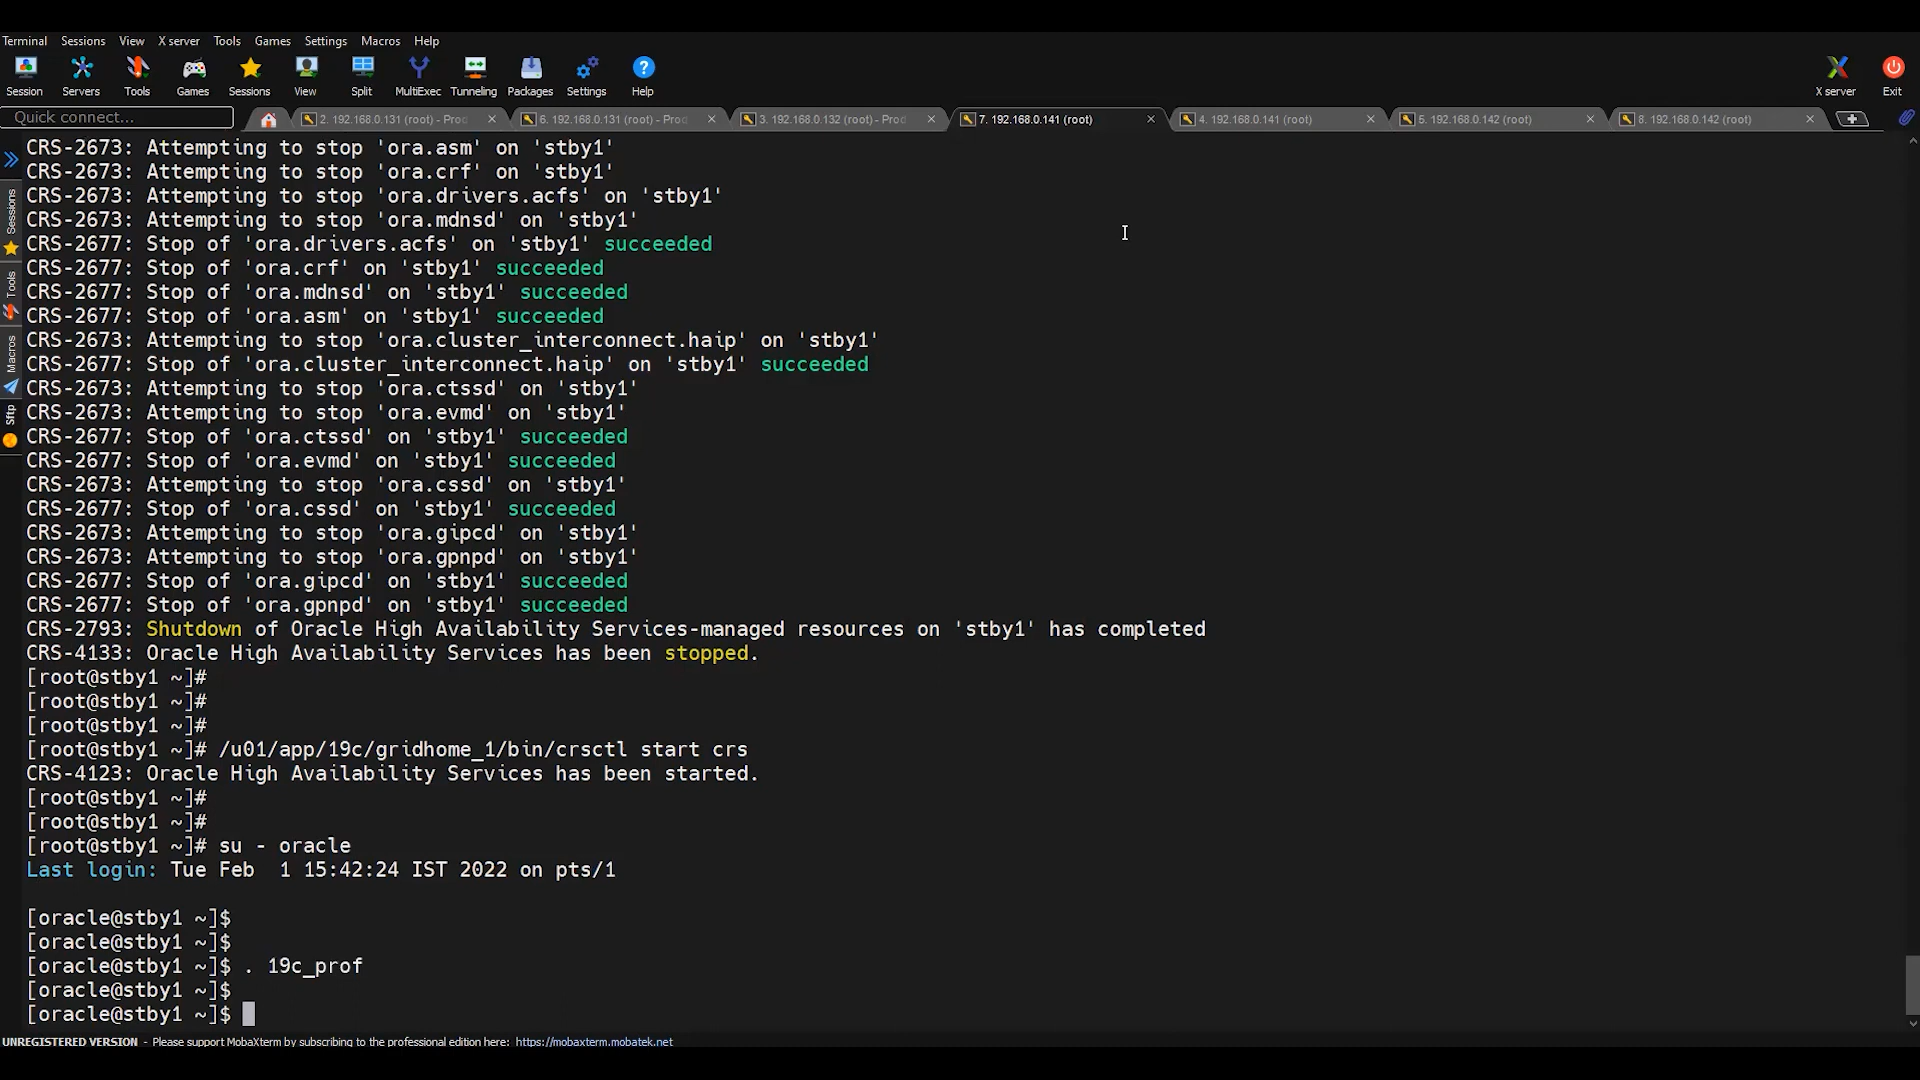 Terminal Sessions View X server Tools Games Settings Macros Help
Session Servers Tools Games Sessions View Split MultiExec Tunneling Packages Settings Help X server Exit
Quick connect... 2. 192.168.0.131 (root) - Prod 6. 192.168.0.131 (root) - Prod 3. 192.168.0.132 (root) - Prod 7. 192.168.0.141 (root) 4. 192.168.0.141 (root) 5. 192.168.0.142 (root) 8. 192.168.0.142 (root)
Sessions
Tools
Macros
Sftp
CRS-2673: Attempting to stop 'ora.asm' on 'stby1'
CRS-2673: Attempting to stop 'ora.crf' on 'stby1'
CRS-2673: Attempting to stop 'ora.drivers.acfs' on 'stby1'
CRS-2673: Attempting to stop 'ora.mdnsd' on 'stby1'
CRS-2677: Stop of 'ora.drivers.acfs' on 'stby1' succeeded
CRS-2677: Stop of 'ora.crf' on 'stby1' succeeded
CRS-2677: Stop of 'ora.mdnsd' on 'stby1' succeeded
CRS-2677: Stop of 'ora.asm' on 'stby1' succeeded
CRS-2673: Attempting to stop 'ora.cluster_interconnect.haip' on 'stby1'
CRS-2677: Stop of 'ora.cluster_interconnect.haip' on 'stby1' succeeded
CRS-2673: Attempting to stop 'ora.ctssd' on 'stby1'
CRS-2673: Attempting to stop 'ora.evmd' on 'stby1'
CRS-2677: Stop of 'ora.ctssd' on 'stby1' succeeded
CRS-2677: Stop of 'ora.evmd' on 'stby1' succeeded
CRS-2673: Attempting to stop 'ora.cssd' on 'stby1'
CRS-2677: Stop of 'ora.cssd' on 'stby1' succeeded
CRS-2673: Attempting to stop 'ora.gipcd' on 'stby1'
CRS-2673: Attempting to stop 'ora.gpnpd' on 'stby1'
CRS-2677: Stop of 'ora.gipcd' on 'stby1' succeeded
CRS-2677: Stop of 'ora.gpnpd' on 'stby1' succeeded
CRS-2793: Shutdown of Oracle High Availability Services-managed resources on 'stby1' has completed
CRS-4133: Oracle High Availability Services has been stopped.
[root@stby1 ~]#
[root@stby1 ~]#
[root@stby1 ~]#
[root@stby1 ~]# /u01/app/19c/gridhome_1/bin/crsctl start crs
CRS-4123: Oracle High Availability Services has been started.
[root@stby1 ~]#
[root@stby1 ~]#
[root@stby1 ~]# su - oracle
Last login: Tue Feb  1 15:42:24 IST 2022 on pts/1
[oracle@stby1 ~]$
[oracle@stby1 ~]$
[oracle@stby1 ~]$ . 19c_prof
[oracle@stby1 ~]$
[oracle@stby1 ~]$
UNREGISTERED VERSION - Please support MobaXterm by subscribing to the professional edition here: https://mobaxterm.mobatek.net